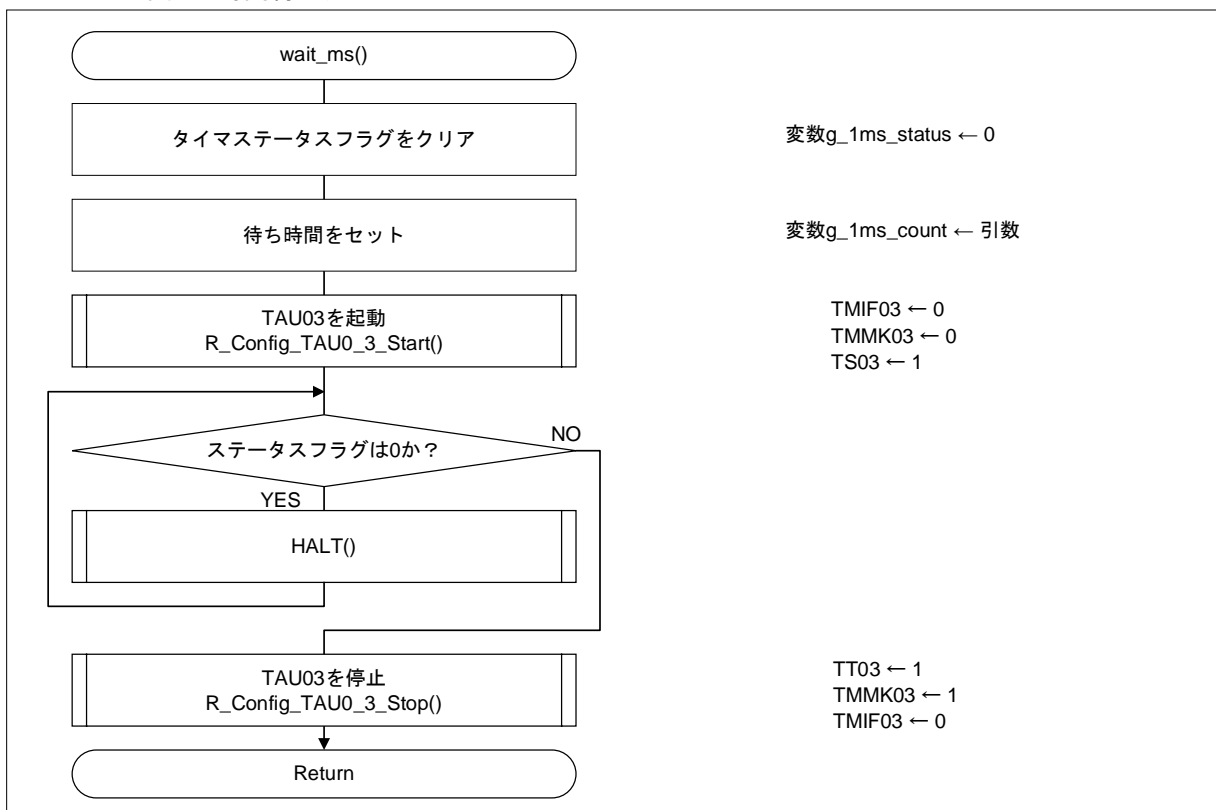 wait_ms()
タイマステータスフラグをクリア
変数g_1ms_status ← 0
待ち時間をセット
変数g_1ms_count ← 引数
TAU03を起動
R_Config_TAU0_3_Start()
TMIF03 ← 0
TMMK03 ← 0
TS03 ← 1
ステータスフラグは0か？
NO
YES
HALT()
TAU03を停止
R_Config_TAU0_3_Stop()
TT03 ← 1
TMMK03 ← 1
TMIF03 ← 0
Return